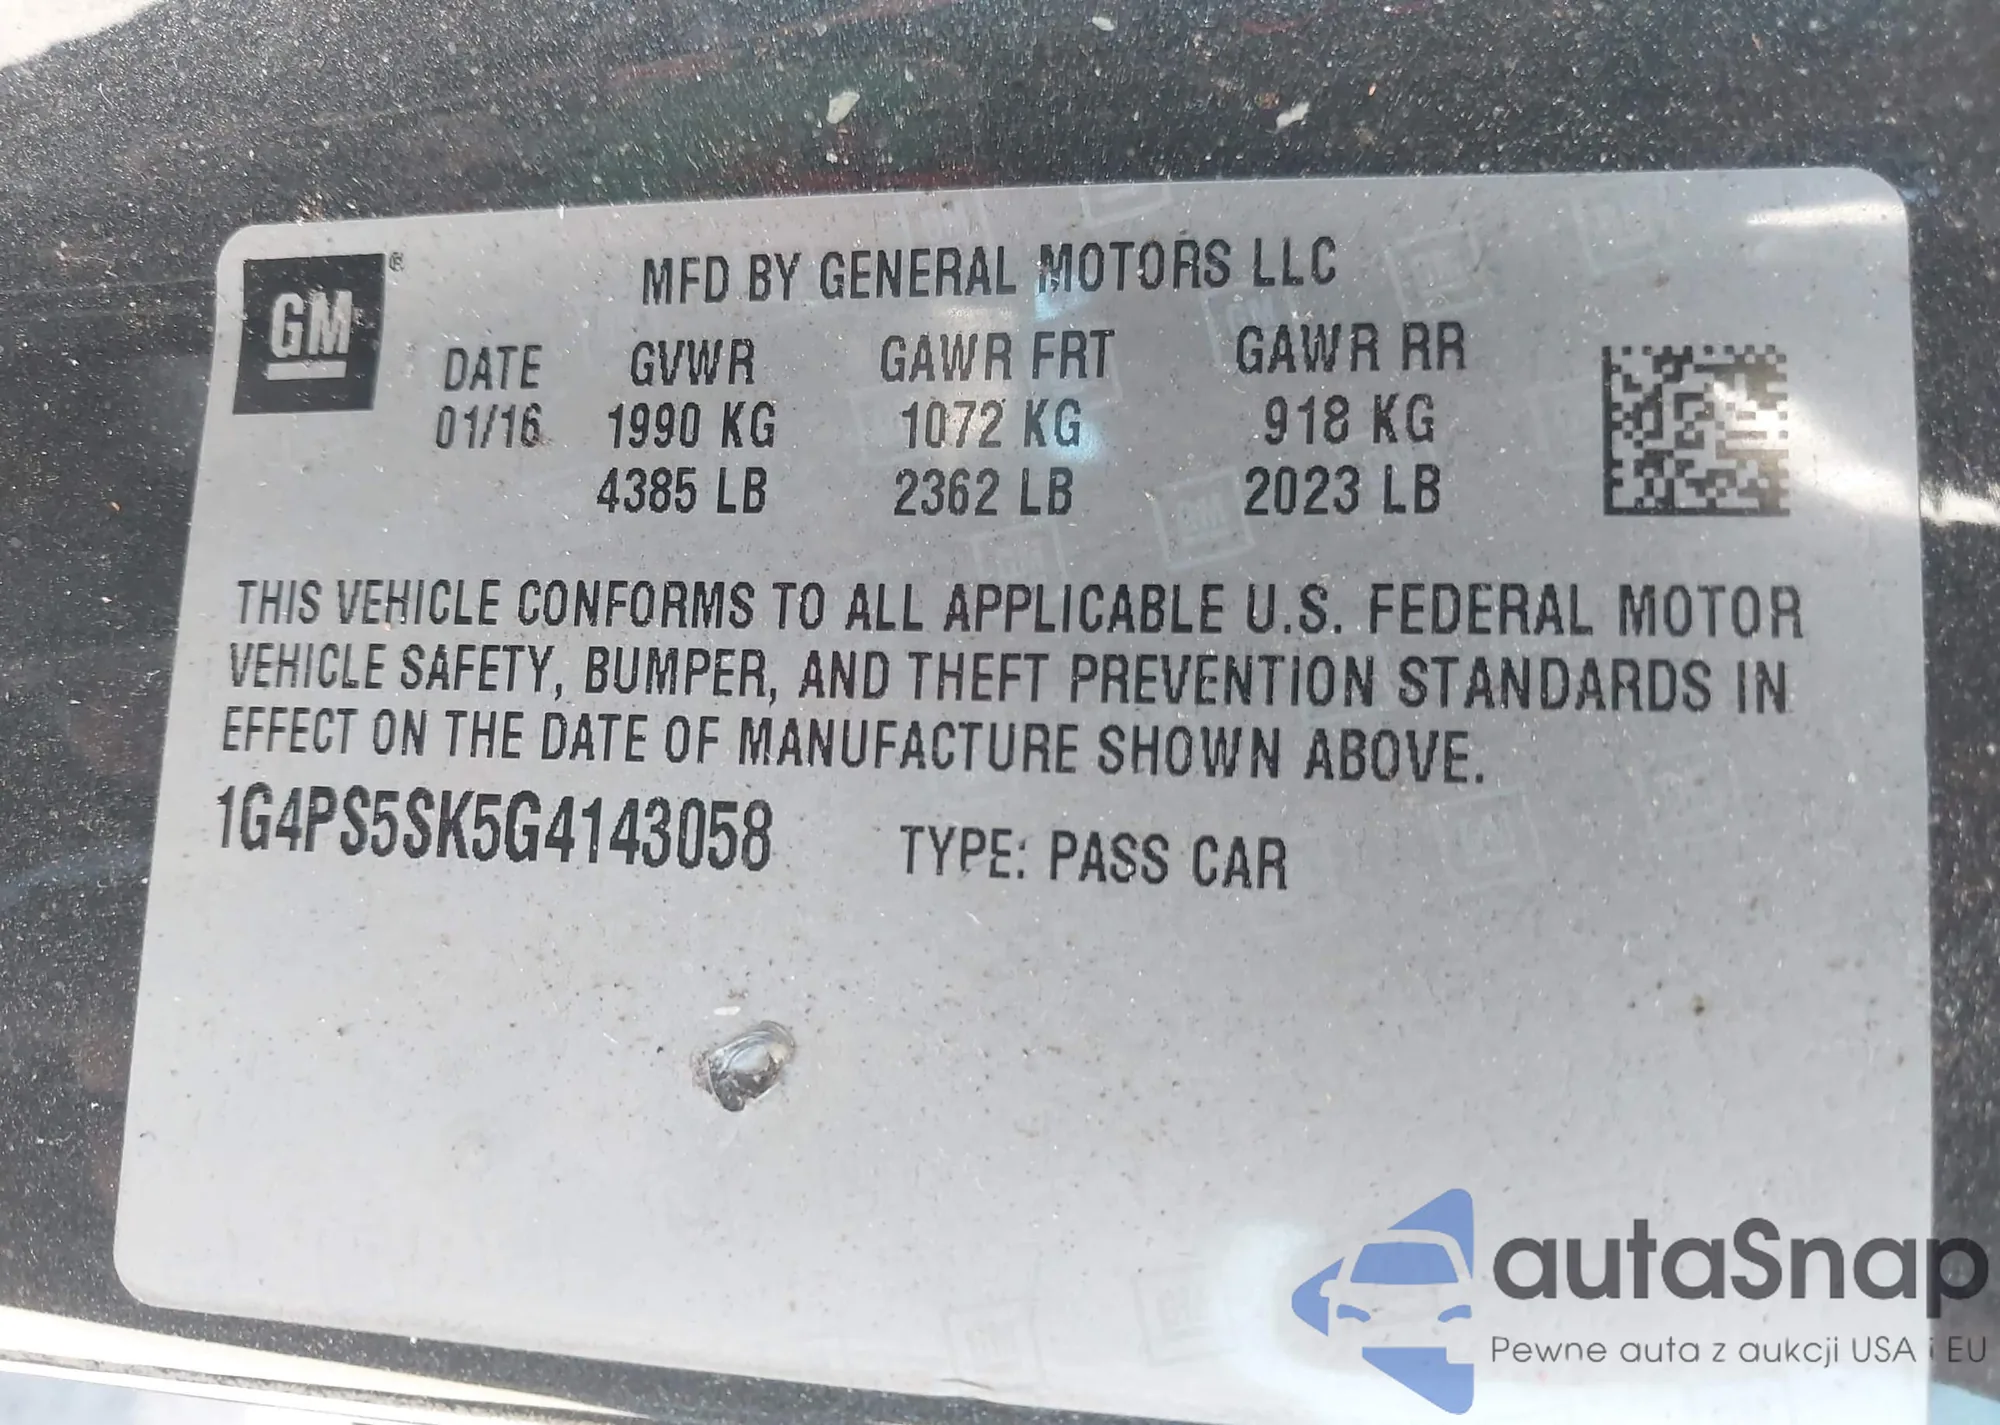 GM®
MFD BY GENERAL MOTORS LLC
DATE GVWR GAWR FRT GAWR RR
01/16 1990 KG 1072 KG 918 KG
4385 LB 2362 LB 2023 LB
THIS VEHICLE CONFORMS TO ALL APPLICABLE U.S. FEDERAL MOTOR
VEHICLE SAFETY, BUMPER, AND THEFT PREVENTION STANDARDS IN
EFFECT ON THE DATE OF MANUFACTURE SHOWN ABOVE.
1G4PS5SK5G4143058 TYPE: PASS CAR
autaSnap
Pewne auta z aukcji USA i EU